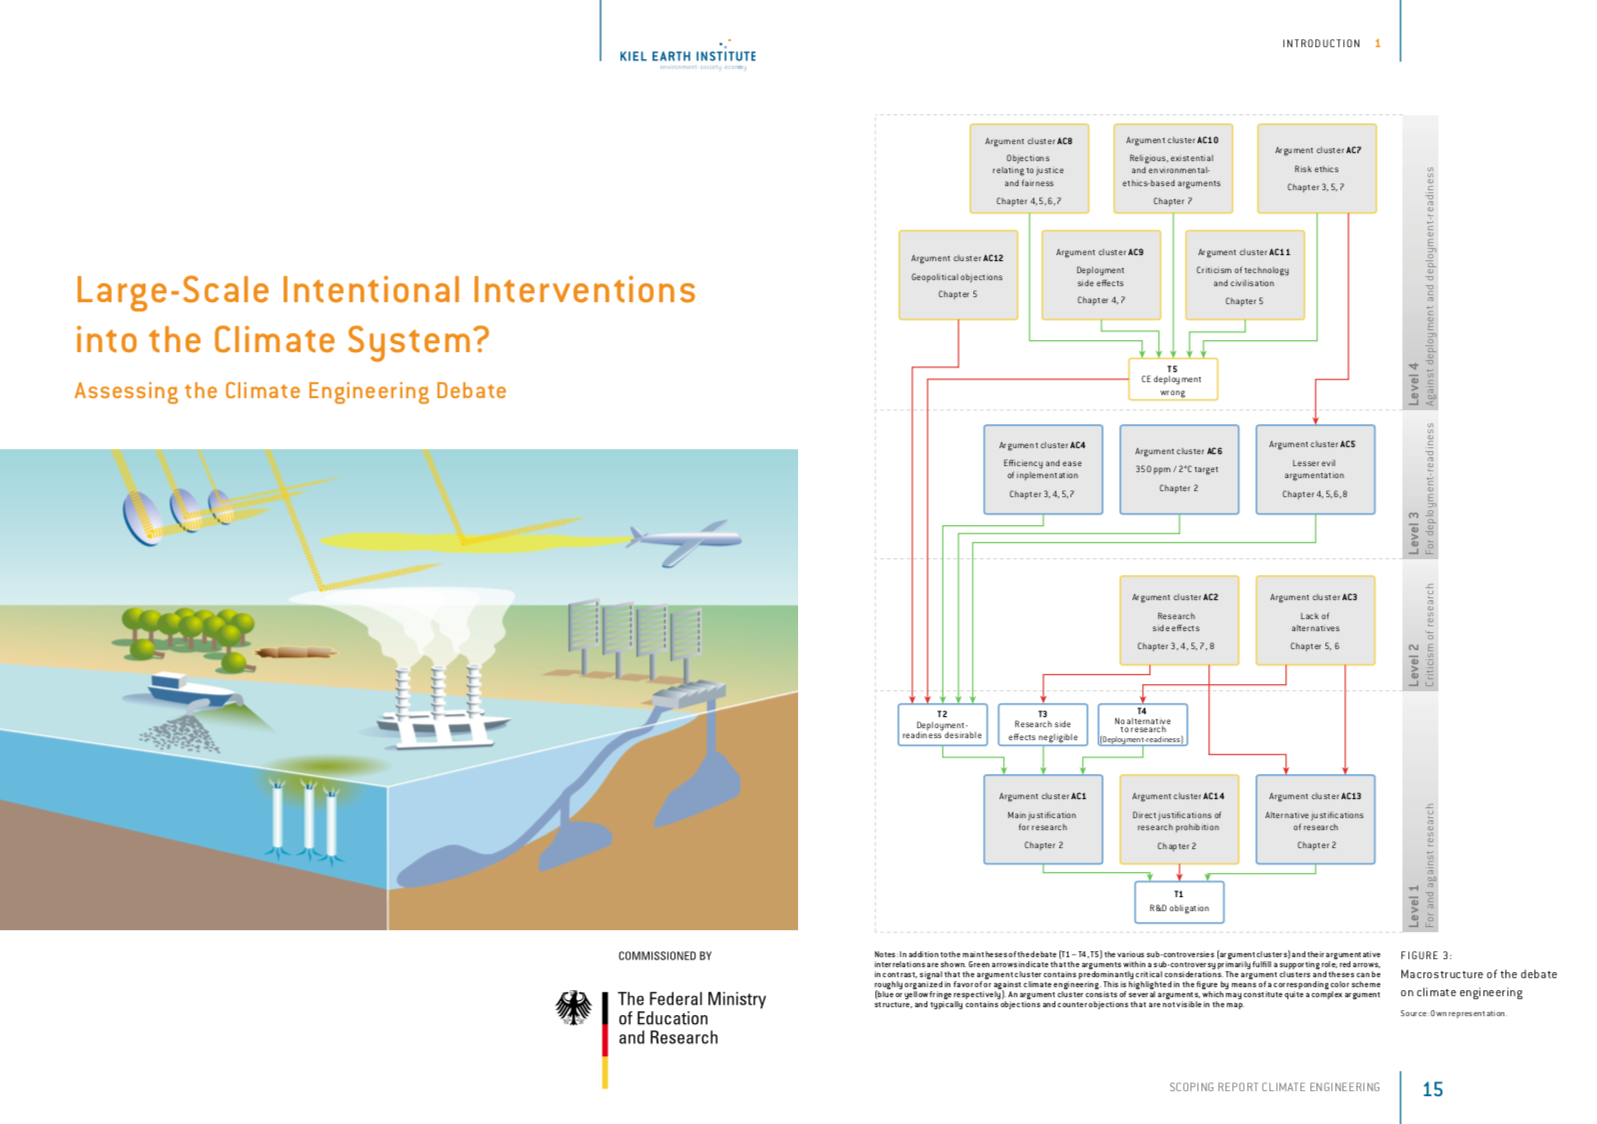 KIEL EARTH INSTITUTE
environment society economy
Large-Scale Intentional Interventions
into the Climate System?
Assessing the Climate Engineering Debate
COMMISSIONED BY
The Federal Ministry
of Education
and Research
INTRODUCTION 1
Argument cluster AC8
Objections
relating to justice
and fairness
Chapter 4,5,6,7
Argument cluster AC10
Religious, existential
and environmental-
ethics-based arguments
Chapter 7
Argument cluster AC7
Risk ethics
Chapter 3, 5, 7
Argument cluster AC12
Geopolitical objections
Chapter 5
Argument cluster AC9
Deployment
side effects
Chapter 4, 7
Argument cluster AC11
Criticism of technology
and civilisation
Chapter 5
T5
CE deployment
wrong
Level 4
Against deployment and deployment-readiness
Argument cluster AC4
Efficiency and ease
of inplementation
Chapter 3, 4, 5, 7
Argument cluster AC6
350 ppm / 2°C target
Chapter 2
Argument cluster AC5
Lesser evil
argumentation
Chapter 4, 5, 6, 8
Level 3
For deployment-readiness
Argument cluster AC2
Research
side effects
Chapter 3, 4, 5, 7, 8
Argument cluster AC3
Lack of
alternatives
Chapter 5, 6
Level 2
Criticism of research
T2
Deployment-
readiness desirable
T3
Research side
effects negligible
T4
No alternative
to research
(Deployment-readiness)
Argument cluster AC1
Main justification
for research
Chapter 2
Argument cluster AC14
Direct justifications of
research prohibition
Chapter 2
Argument cluster AC13
Alternative justifications
of research
Chapter 2
T1
R&D obligation
Level 1
For and against research
Notes: In addition to the main theses of the debate (T1 – T4, T5) the various sub-controversies (argument clusters) and their argumentative
interrelations are shown. Green arrows indicate that the arguments within a sub-controversy primarily fulfill a supporting role, red arrows,
in contrast, signal that the argument cluster contains predominantly critical considerations. The argument clusters and theses can be
roughly organized in favor of or against climate engineering. This is highlighted in the figure by means of a corresponding color scheme
(blue or yellow fringe respectively). An argument cluster consists of several arguments, which may constitute quite a complex argument
structure, and typically contains objections and counter objections that are not visible in the map.
FIGURE 3:
Macrostructure of the debate
on climate engineering
Source: Own representation.
SCOPING REPORT CLIMATE ENGINEERING
15